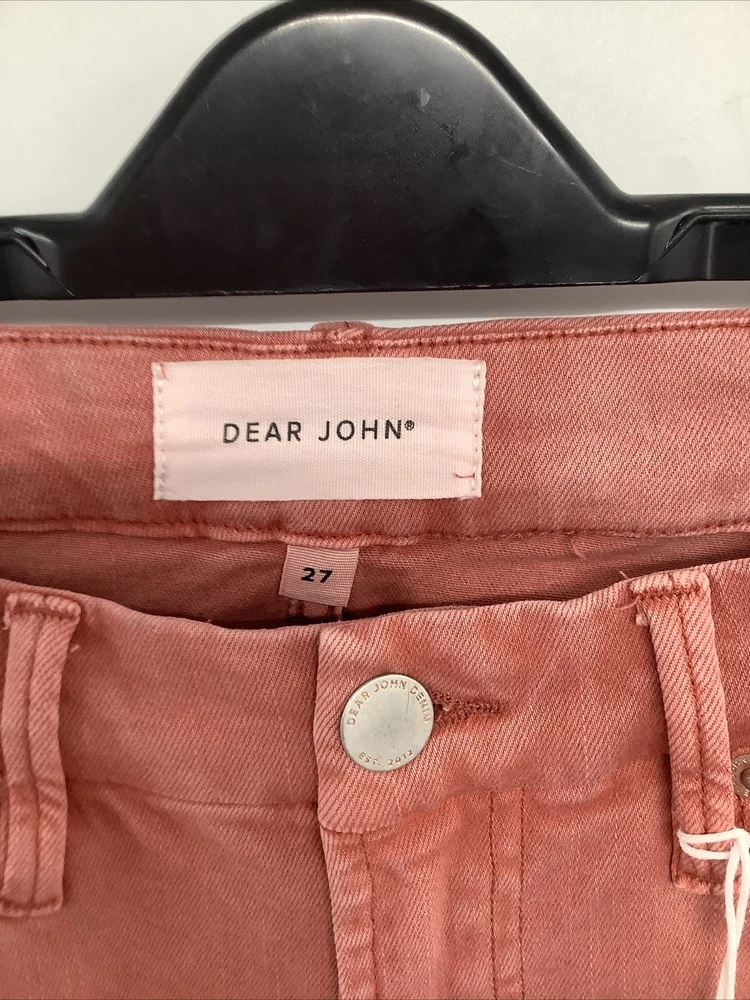 DEAR JOHN®
27
DEAR JOHN DENIM
EST. 2012